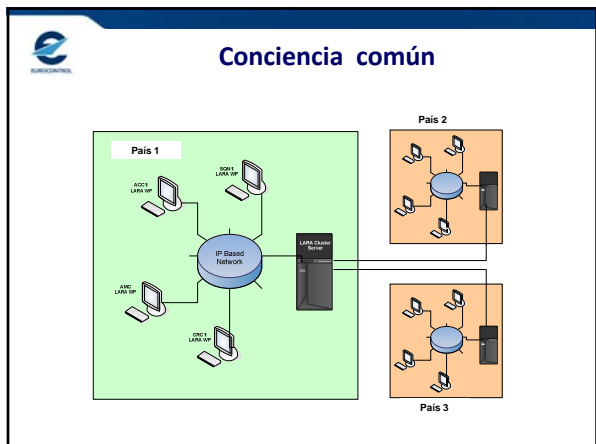 EUROCONTROL
Conciencia común
País 1
ACC1
LARA WP
SQN1
LARA WP
IP Based
Network
LARA Cluster
Server
AMC
LARA WP
CRC1
LARA WP
País 2
País 3